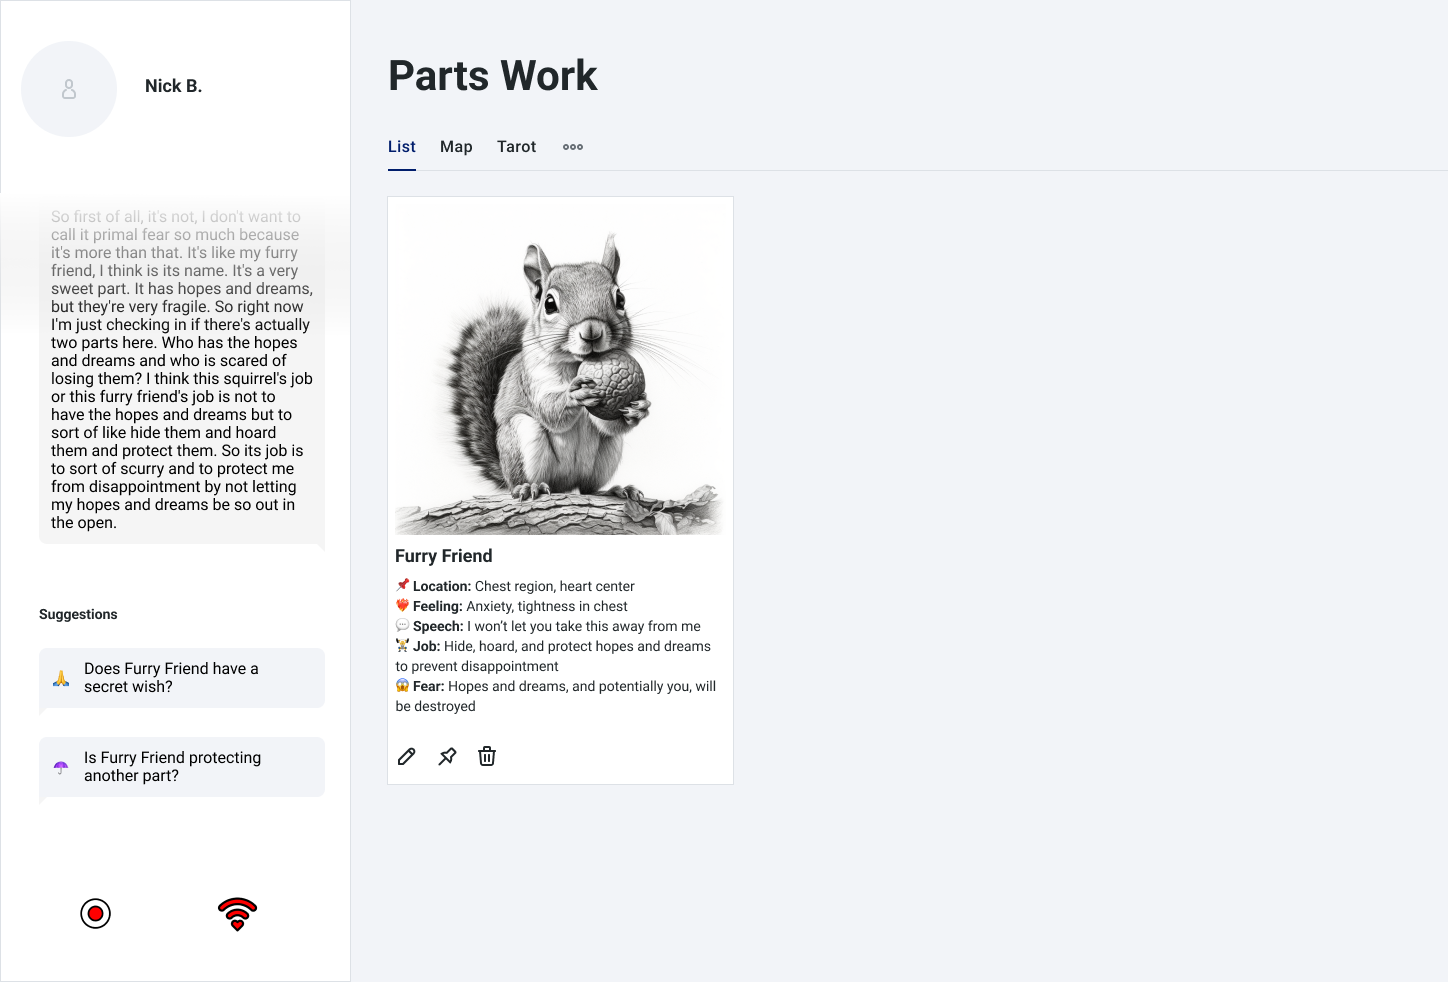 Nick B.
So first of all, it's not, I don't want to
call it primal fear so much because
it's more than that. It's like my furry
friend, I think is its name. It's a very
sweet part. It has hopes and dreams,
but they're very fragile. So right now
I'm just checking in if there's actually
two parts here. Who has the hopes
and dreams and who is scared of
losing them? I think this squirrel's job
or this furry friend's job is not to
have the hopes and dreams but to
sort of like hide them and hoard
them and protect them. So its job is
to sort of scurry and to protect me
from disappointment by not letting
my hopes and dreams be so out in
the open.
Suggestions
Does Furry Friend have a
secret wish?
Is Furry Friend protecting
another part?
Parts Work
List Map Tarot
Furry Friend
Location: Chest region, heart center
Feeling: Anxiety, tightness in chest
Speech: I won’t let you take this away from me
Job: Hide, hoard, and protect hopes and dreams
to prevent disappointment
Fear: Hopes and dreams, and potentially you, will
be destroyed